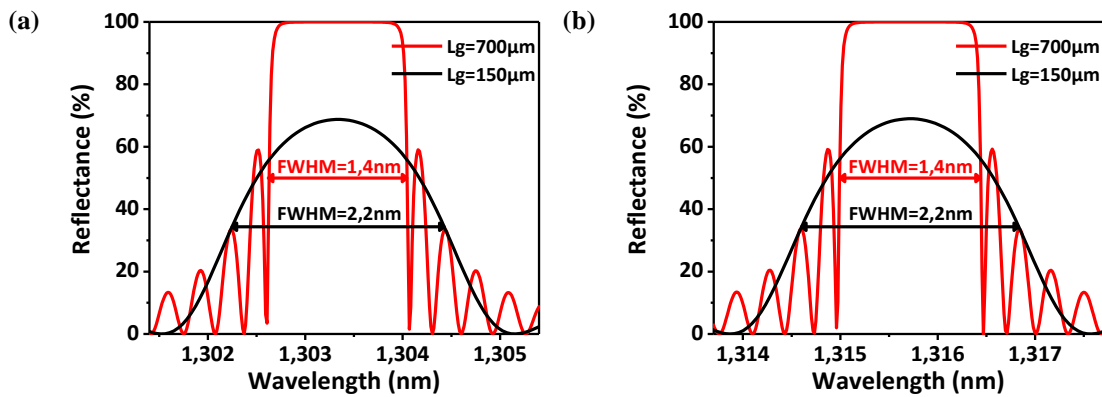 (a)
Reflectance (%)
100
80
60
40
20
0
Lg=700µm
Lg=150µm
FWHM=1,4nm
FWHM=2,2nm
1,302 1,303 1,304 1,305
Wavelength (nm)
(b)
Reflectance (%)
100
80
60
40
20
0
Lg=700µm
Lg=150µm
FWHM=1,4nm
FWHM=2,2nm
1,314 1,315 1,316 1,317
Wavelength (nm)